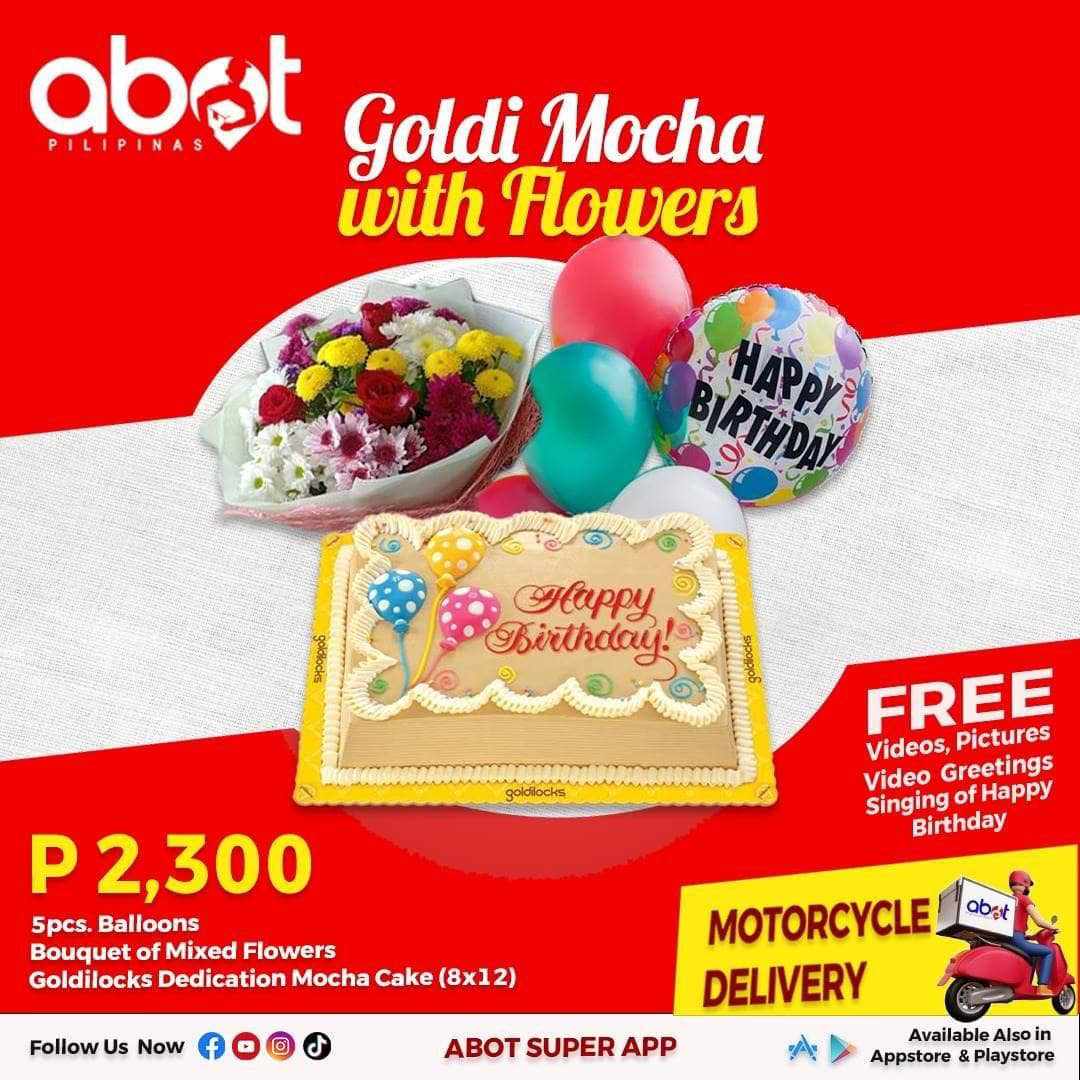 abot
PILIPINAS
Goldi Mocha
with Flowers
HAPPY
BIRTHDAY
Happy
Birthday!
goldilocks
goldilocks
goldilocks
FREE
Videos, Pictures
Video Greetings
Singing of Happy
Birthday
P 2,300
5pcs. Balloons
Bouquet of Mixed Flowers
Goldilocks Dedication Mocha Cake (8x12)
MOTORCYCLE
DELIVERY
abot
Follow Us Now
ABOT SUPER APP
Available Also in
Appstore & Playstore